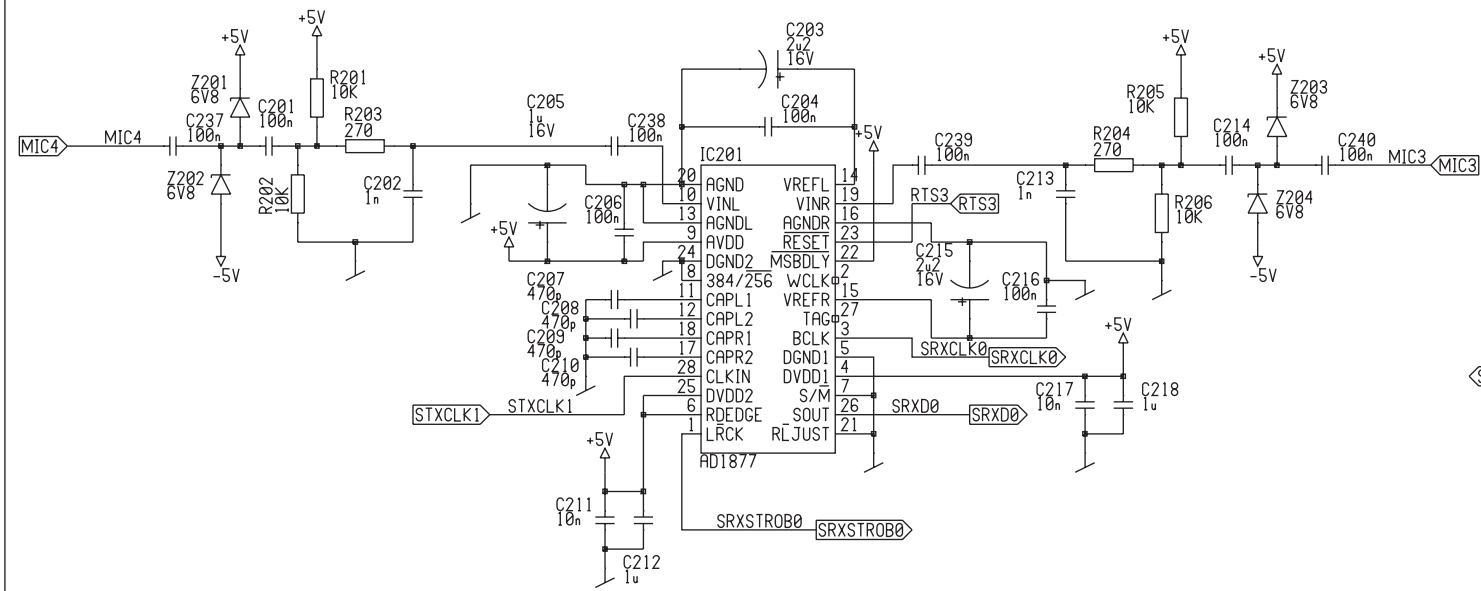 +5V
+5V
Z201
6V8
C201
100n
C237
100n
MIC4
MIC4
Z202
6V8
-5V
R201
10K
R203
270
R202
10K
C202
1n
C203
2u2
16V
C204
100n
C205
1u
16V
C238
100n
C206
100n
+5V
+5V
IC201
20 AGND VREFL 14
10 VINL VINR 19
13 AGNDL AGNDR 16
9 AVDD RESET 23
24 DGND2 MSBDLY 22
8 384/256 WCLK 2
11 CAPL1 VREFR 15
12 CAPL2 TAG 27
18 CAPR1 BCLK 3
17 CAPR2 DGND1 5
28 CLKIN DVDD1 4
25 DVDD2 S/M 7
6 RDEDGE SOUT 26
1 LRCK RLJUST 21
AD1877
C207
470p
C208
470p
C209
470p
C210
470p
STXCLK1
STXCLK1
+5V
C211
10n
C212
1u
SRXSTROB0
SRXSTROB0
C239
100n
RTS3
RTS3
C213
1n
R204
270
R205
10K
+5V
R206
10K
C214
100n
+5V
Z203
6V8
Z204
6V8
-5V
C240
100n
MIC3
MIC3
C215
2u2
16V
C216
100n
SRXCLK0
SRXCLK0
+5V
C217
10n
C218
1u
SRXD0
SRXD0